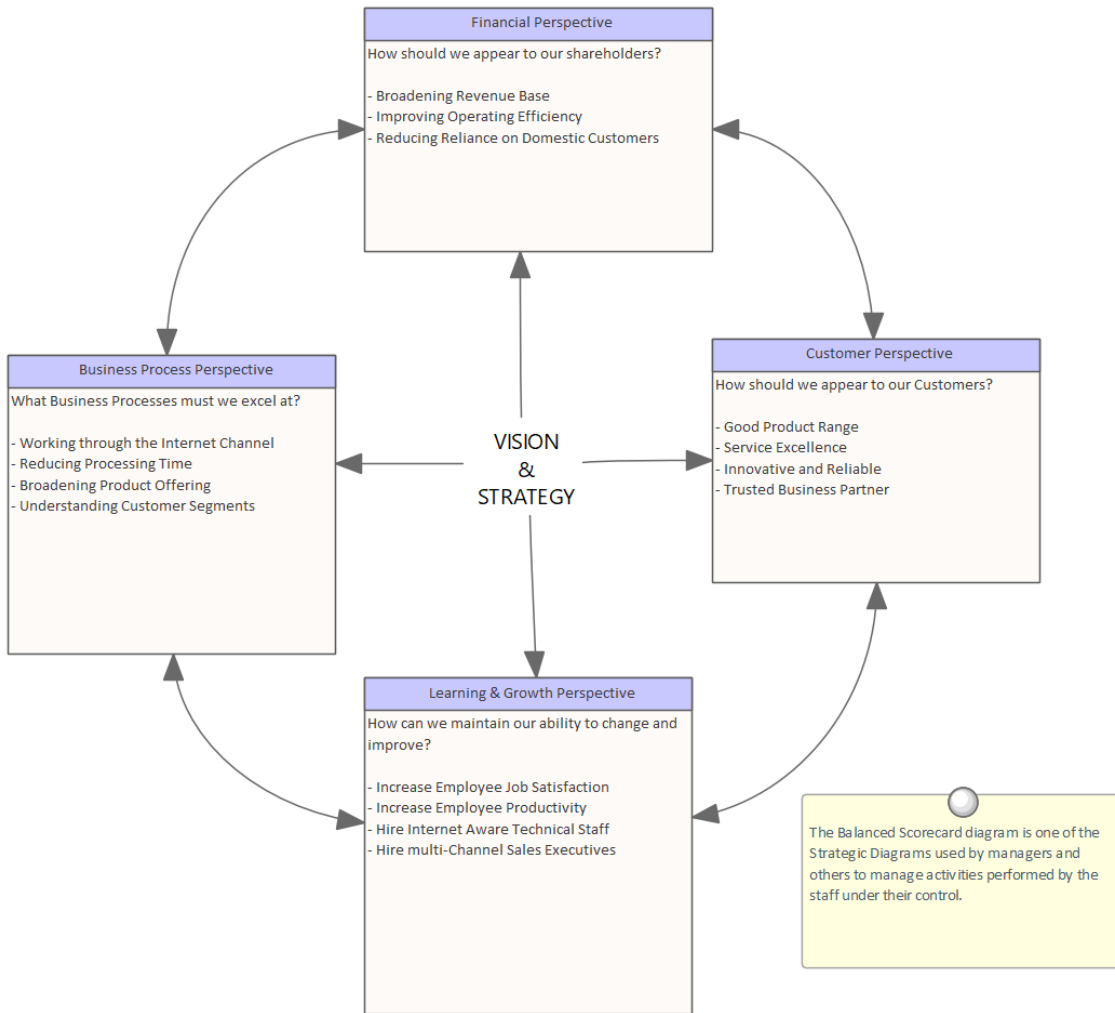 Financial Perspective
How should we appear to our shareholders?
- Broadening Revenue Base
- Improving Operating Efficiency
- Reducing Reliance on Domestic Customers
Business Process Perspective
What Business Processes must we excel at?
- Working through the Internet Channel
- Reducing Processing Time
- Broadening Product Offering
- Understanding Customer Segments
VISION
&
STRATEGY
Customer Perspective
How should we appear to our Customers?
- Good Product Range
- Service Excellence
- Innovative and Reliable
- Trusted Business Partner
Learning & Growth Perspective
How can we maintain our ability to change and
improve?
- Increase Employee Job Satisfaction
- Increase Employee Productivity
- Hire Internet Aware Technical Staff
- Hire multi-Channel Sales Executives
The Balanced Scorecard diagram is one of the
Strategic Diagrams used by managers and
others to manage activities performed by the
staff under their control.